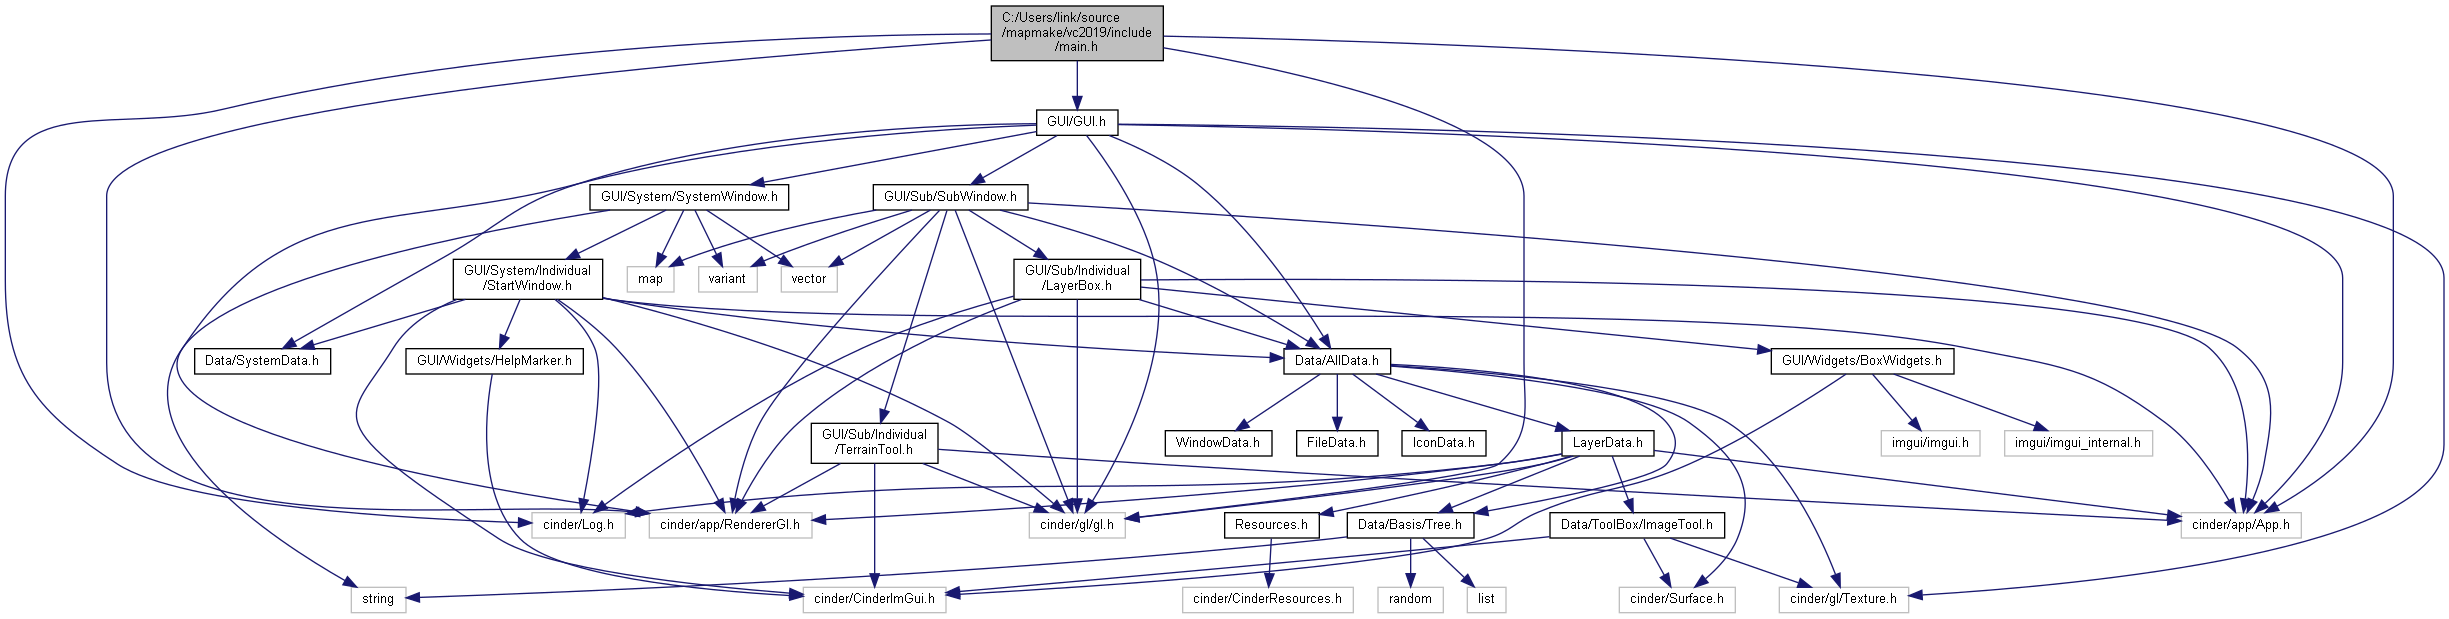 C:/Users/link/source
/mapmake/vc2019/include
/main.h
GUI/GUI.h
GUI/System/SystemWindow.h
GUI/Sub/SubWindow.h
GUI/System/Individual
/StartWindow.h
map
variant
vector
GUI/Sub/Individual
/LayerBox.h
Data/SystemData.h
GUI/Widgets/HelpMarker.h
Data/AllData.h
GUI/Widgets/BoxWidgets.h
GUI/Sub/Individual
/TerrainTool.h
WindowData.h
FileData.h
IconData.h
LayerData.h
imgui/imgui.h
imgui/imgui_internal.h
cinder/Log.h
cinder/app/RendererGl.h
cinder/gl/gl.h
Resources.h
Data/Basis/Tree.h
Data/ToolBox/ImageTool.h
cinder/app/App.h
string
cinder/CinderImGui.h
cinder/CinderResources.h
random
list
cinder/Surface.h
cinder/gl/Texture.h